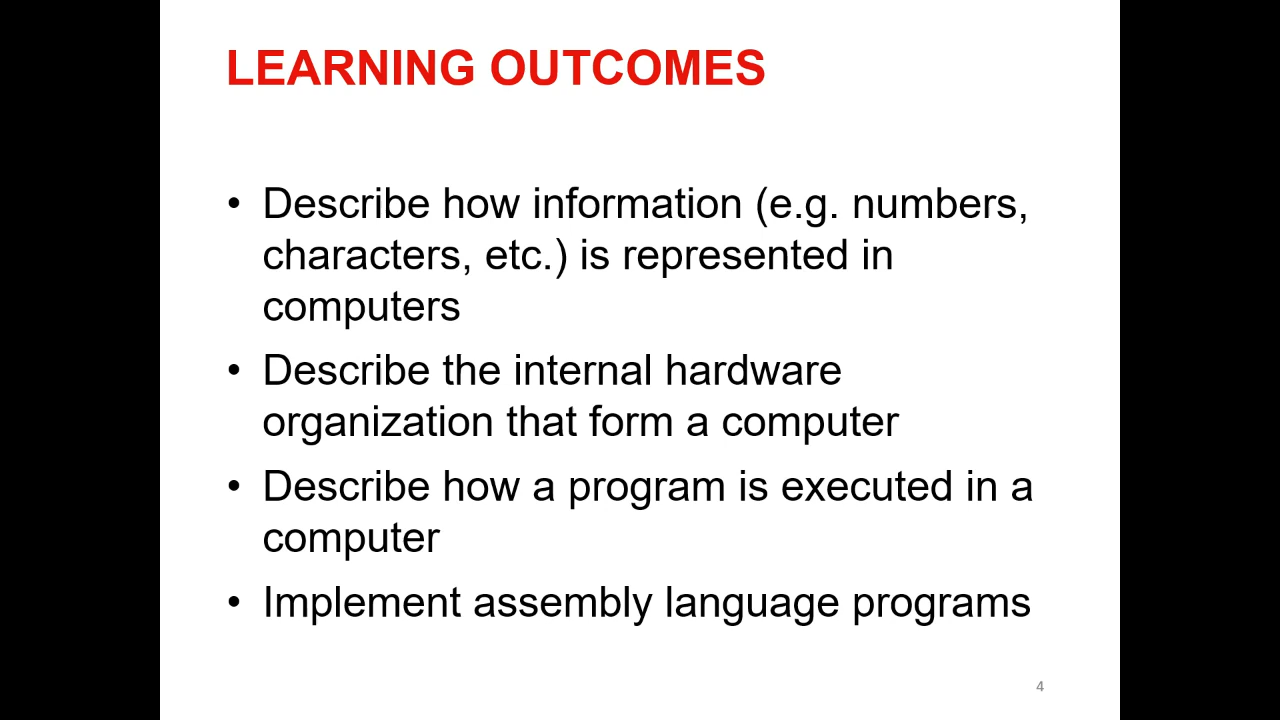 LEARNING OUTCOMES
• Describe how information (e.g. numbers,
characters, etc.) is represented in
computers
• Describe the internal hardware
organization that form a computer
• Describe how a program is executed in a
computer
• Implement assembly language programs
4